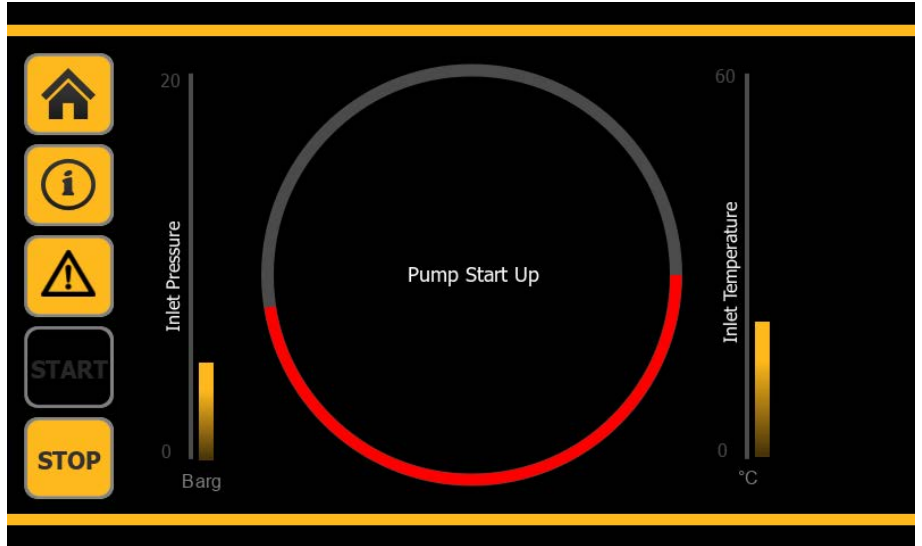 START
STOP
20
Inlet Pressure
0
Barg
Pump Start Up
60
Inlet Temperature
0
°C